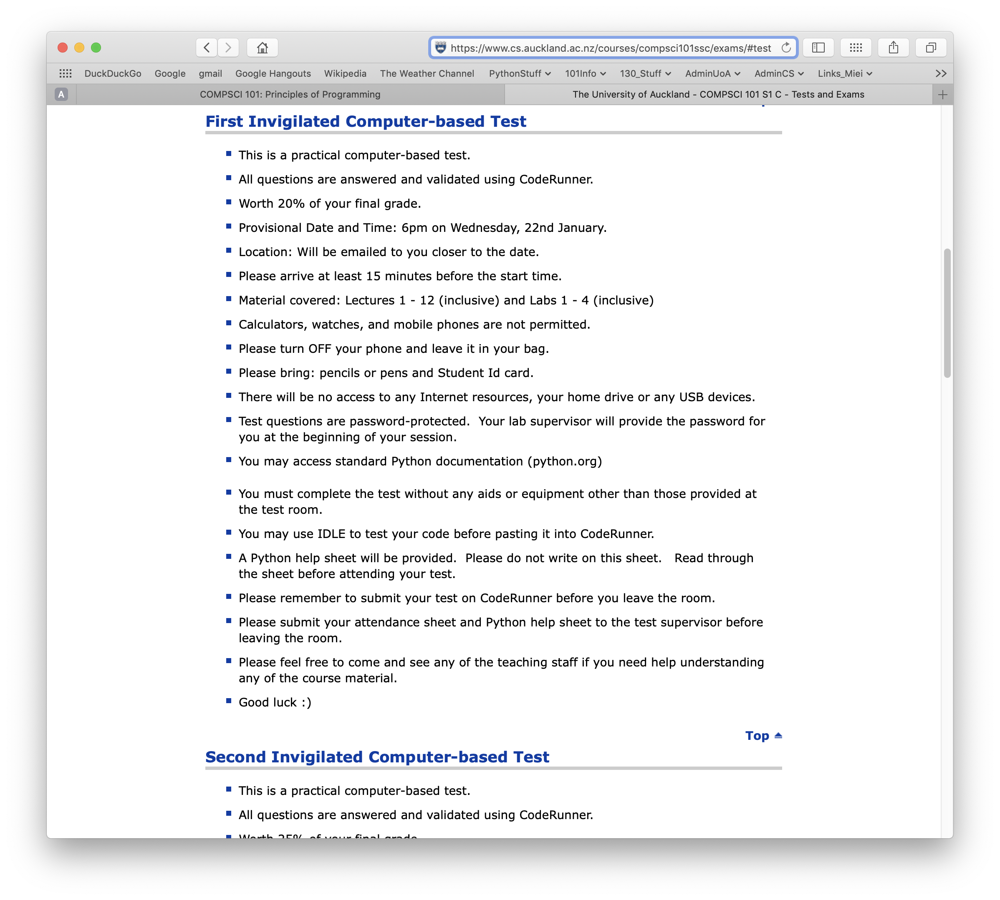 https://www.cs.auckland.ac.nz/courses/compsci101ssc/exams/#test
DuckDuckGo Google gmail Google Hangouts Wikipedia The Weather Channel PythonStuff 101Info 130_Stuff AdminUoA AdminCS Links_Miei >>
A COMPSCI 101: Principles of Programming The University of Auckland - COMPSCI 101 S1 C - Tests and Exams +
First Invigilated Computer-based Test
This is a practical computer-based test.
All questions are answered and validated using CodeRunner.
Worth 20% of your final grade.
Provisional Date and Time: 6pm on Wednesday, 22nd January.
Location: Will be emailed to you closer to the date.
Please arrive at least 15 minutes before the start time.
Material covered: Lectures 1 - 12 (inclusive) and Labs 1 - 4 (inclusive)
Calculators, watches, and mobile phones are not permitted.
Please turn OFF your phone and leave it in your bag.
Please bring: pencils or pens and Student Id card.
There will be no access to any Internet resources, your home drive or any USB devices.
Test questions are password-protected.  Your lab supervisor will provide the password for
you at the beginning of your session.
You may access standard Python documentation (python.org)
You must complete the test without any aids or equipment other than those provided at
the test room.
You may use IDLE to test your code before pasting it into CodeRunner.
A Python help sheet will be provided.  Please do not write on this sheet.   Read through
the sheet before attending your test.
Please remember to submit your test on CodeRunner before you leave the room.
Please submit your attendance sheet and Python help sheet to the test supervisor before
leaving the room.
Please feel free to come and see any of the teaching staff if you need help understanding
any of the course material.
Good luck :)
Top
Second Invigilated Computer-based Test
This is a practical computer-based test.
All questions are answered and validated using CodeRunner.
Worth 25% of your final grade